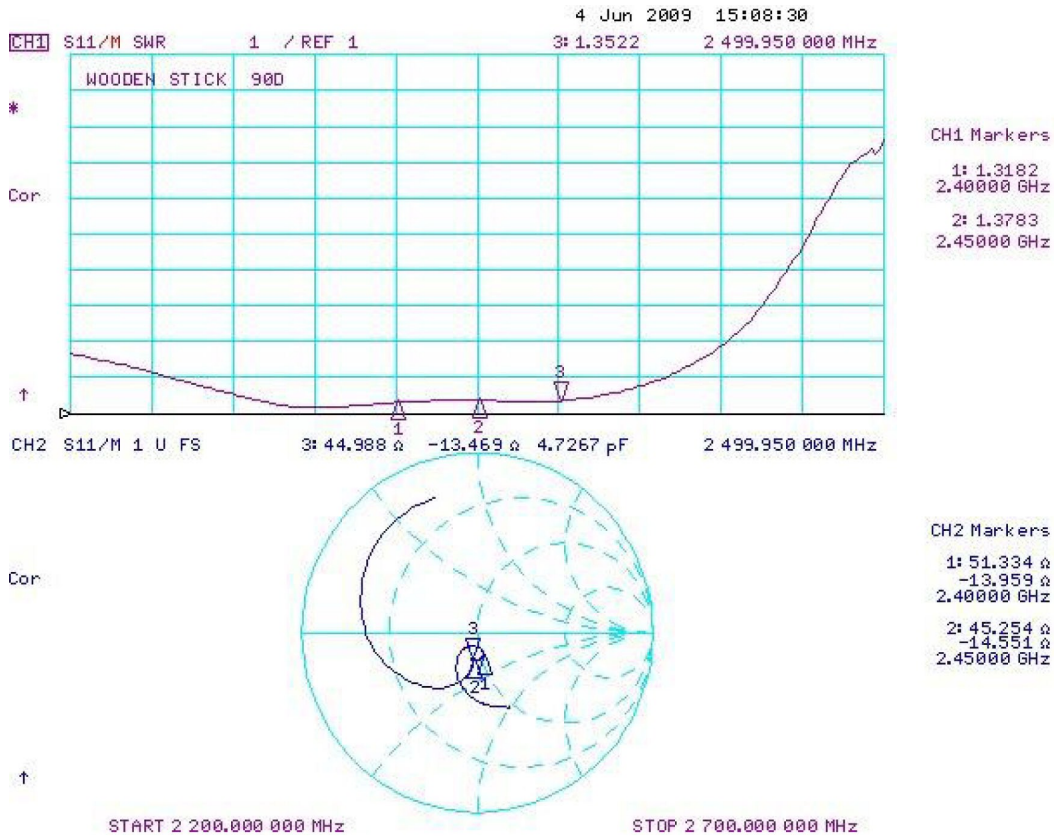 4 Jun 2009 15:08:30
CH1 S11/M SWR 1 / REF 1 3: 1.3522 2 499.950 000 MHz
WOODEN STICK 90D
*
CH1 Markers
1: 1.3182
2.40000 GHz
Cor
2: 1.3783
2.45000 GHz
3
↑
1 2
CH2 S11/M 1 U FS 3: 44.988 Ω -13.469 Ω 4.7267 pF 2 499.950 000 MHz
CH2 Markers
1: 51.334 Ω
-13.959 Ω
2.40000 GHz
Cor
2: 45.254 Ω
-14.551 Ω
2.45000 GHz
3
2 1
↑
START 2 200.000 000 MHz STOP 2 700.000 000 MHz